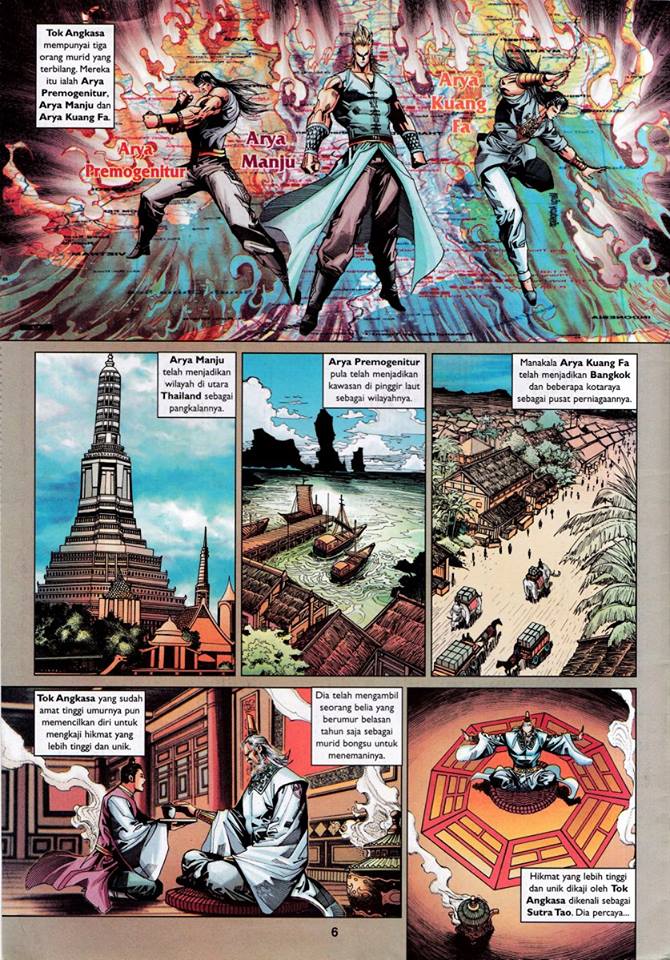 Tok Angkasa
mempunyai tiga
orang murid yang
terbilang. Mereka
itu ialah Arya
Premogenitur,
Arya Manju dan
Arya Kuang Fa.
Arya
Premogenitur
Arya
Manju
Arya
Kuang
Fa
Arya Manju
telah menjadikan
wilayah di utara
Thailand sebagai
pangkalannya.
Arya Premogenitur
pula telah menjadikan
kawasan di pinggir laut
sebagai wilayahnya.
Manakala Arya Kuang Fa
telah menjadikan Bangkok
dan beberapa kotaraya
sebagai pusat perniagaannya.
Tok Angkasa yang sudah
amat tinggi umurnya pun
memencilkan diri untuk
mengkaji hikmat yang
lebih tinggi dan unik.
Dia telah mengambil
seorang belia yang
berumur belasan
tahun saja sebagai
murid bongsu untuk
menemaninya.
Hikmat yang lebih tinggi
dan unik dikaji oleh Tok
Angkasa dikenali sebagai
Sutra Tao. Dia percaya...
6